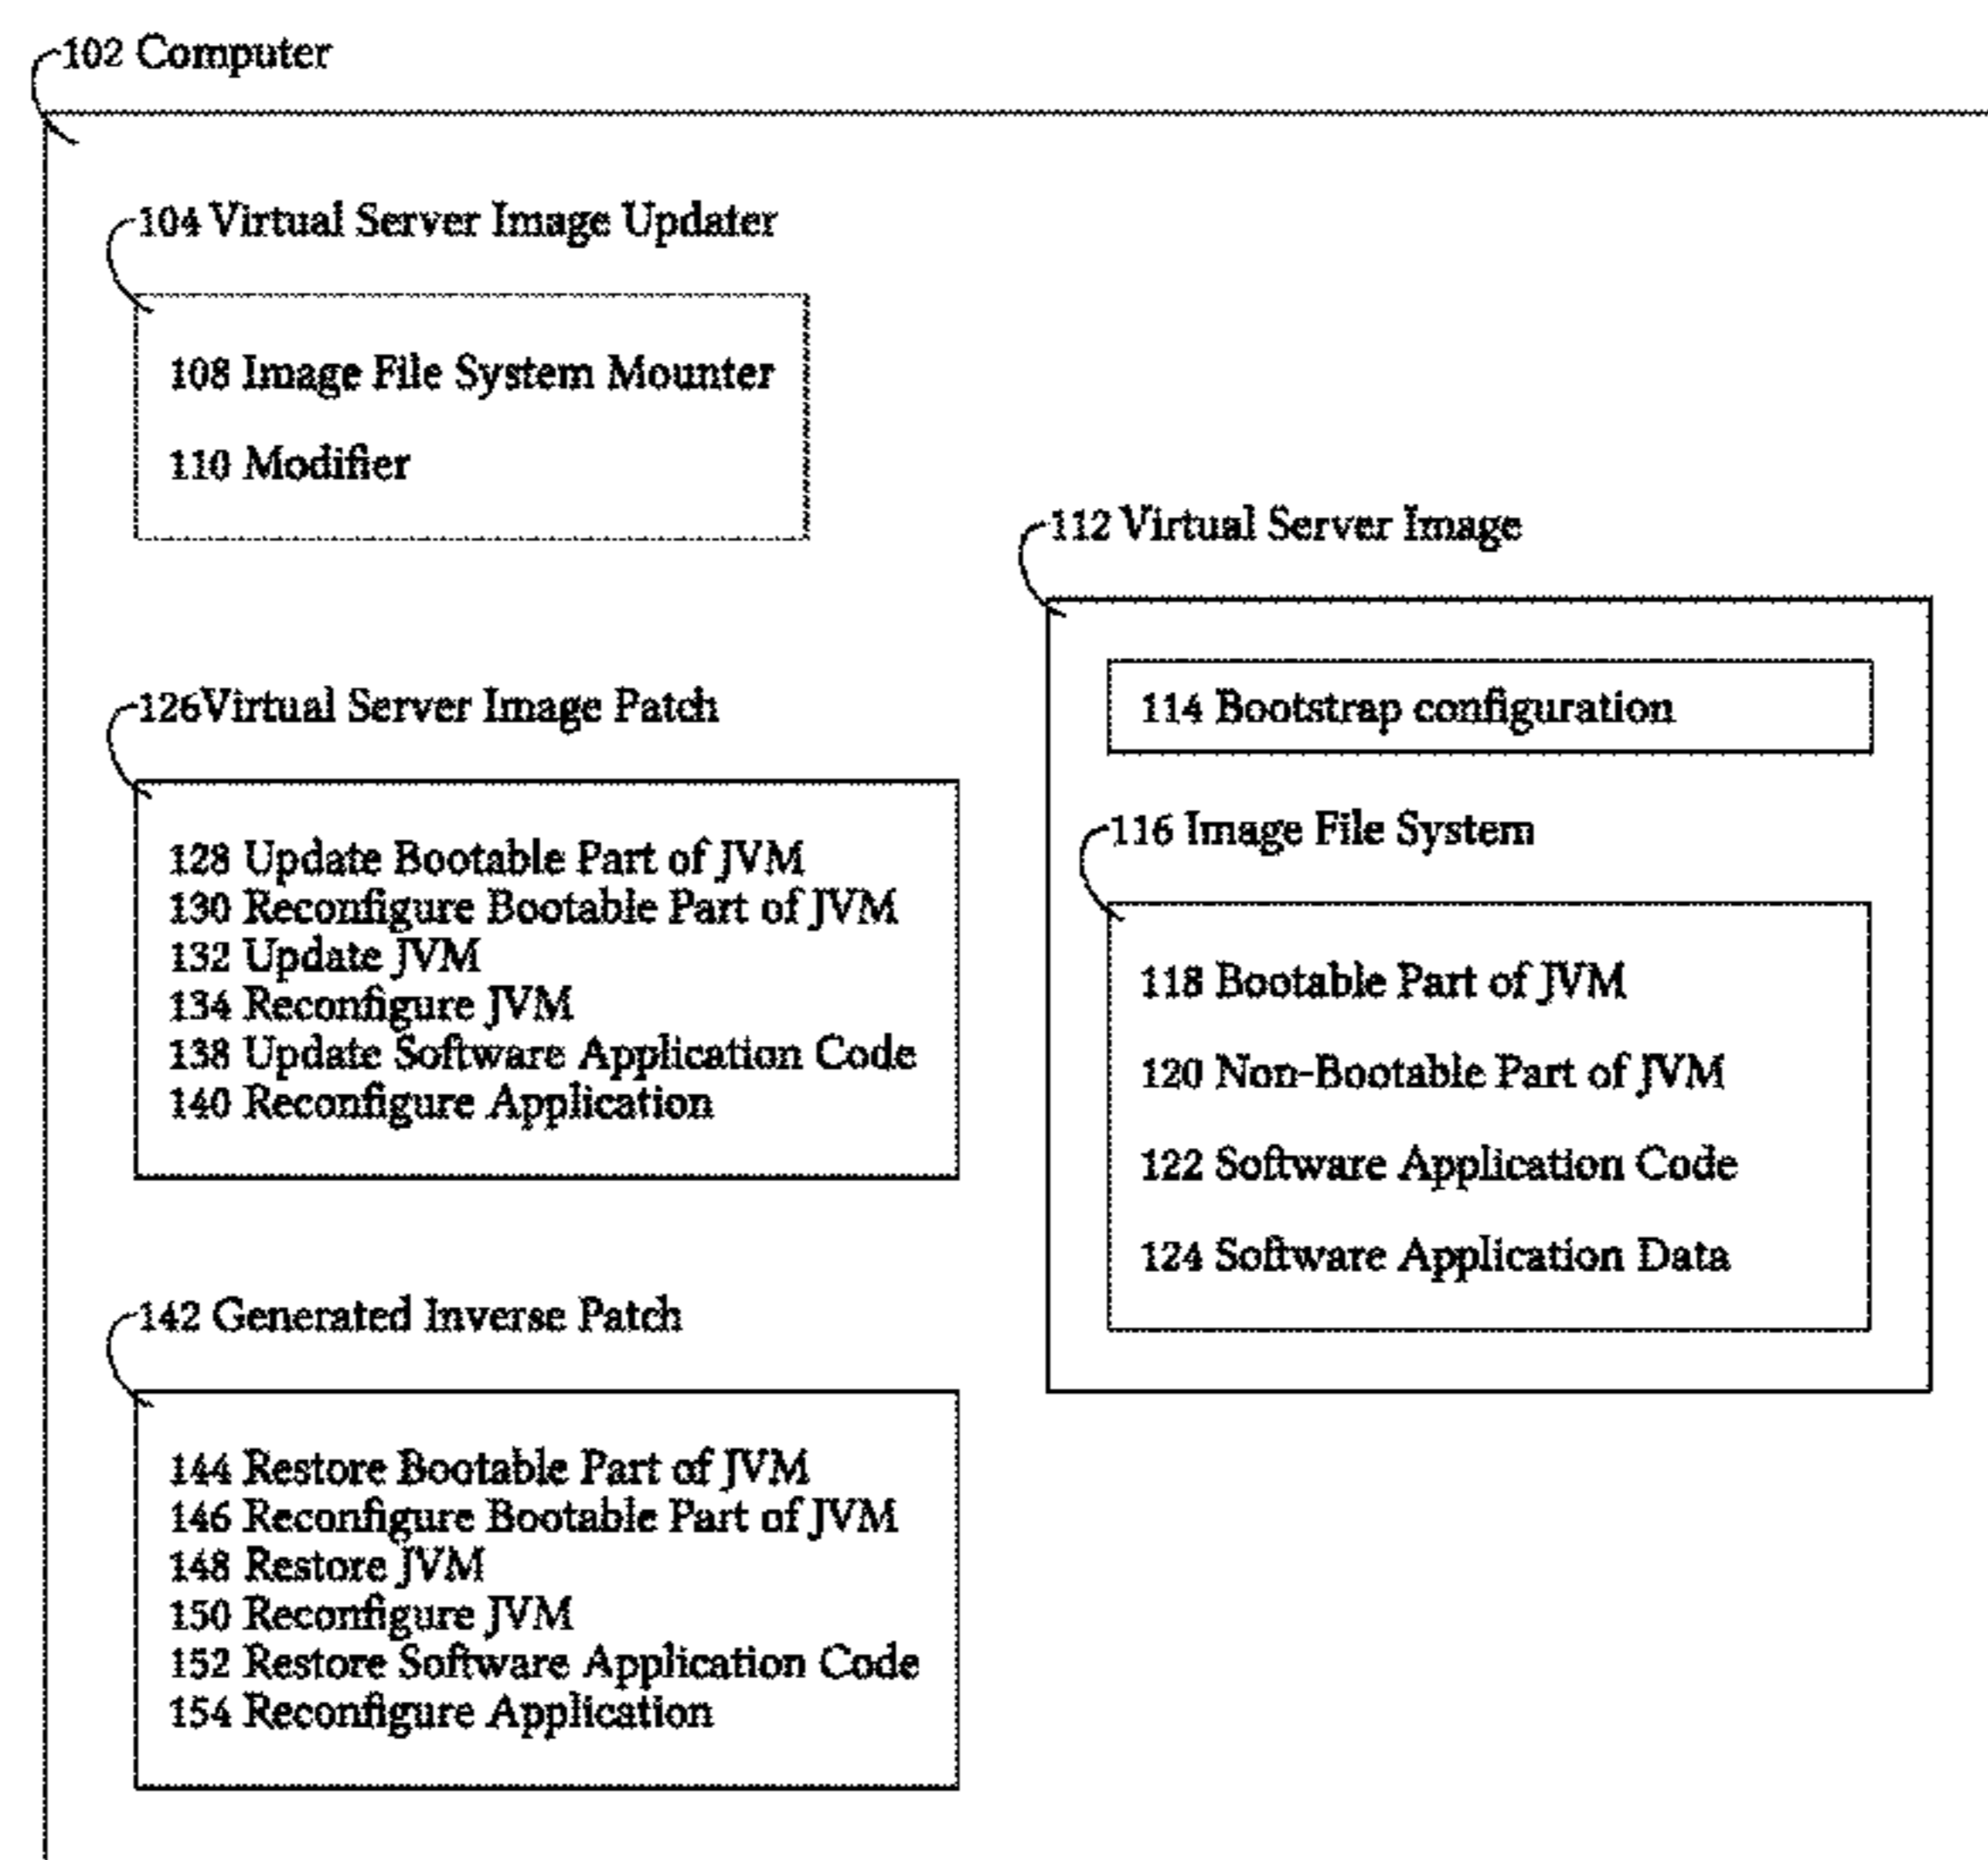 102 Computer
104 Virtual Server Image Updater
108 Image File System Mounter
110 Modifier
112 Virtual Server Image
114 Bootstrap configuration
116 Image File System
118 Bootable Part of JVM
120 Non-Bootable Part of JVM
122 Software Application Code
124 Software Application Data
126Virtual Server Image Patch
128 Update Bootable Part of JVM
130 Reconfigure Bootable Part of JVM
132 Update JVM
134 Reconfigure JVM
138 Update Software Application Code
140 Reconfigure Application
142 Generated Inverse Patch
144 Restore Bootable Part of JVM
146 Reconfigure Bootable Part of JVM
148 Restore JVM
150 Reconfigure JVM
152 Restore Software Application Code
154 Reconfigure Application